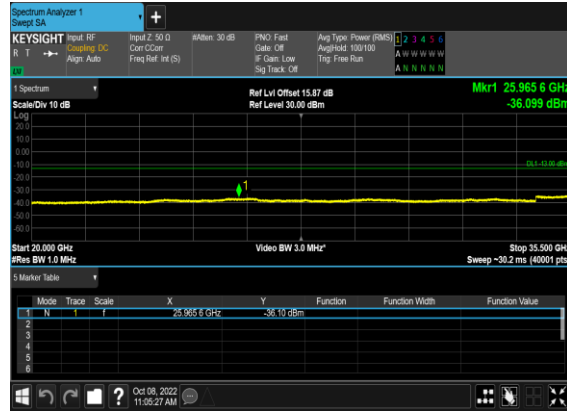 Spectrum Analyzer 1
Swept SA
+
KEYSIGHT Input: RF Input Z: 50 Ω #Atten: 30 dB PNO: Fast Avg Type: Power (RMS) 1 2 3 4 5 6
R T Coupling: DC Corr CCorr Gate: Off Avg|Hold: 100/100 A W W W W W
Align: Auto Freq Ref: Int (S) IF Gain: Low Trig: Free Run
Sig Track: Off A N N N N N
1 Spectrum Ref Lvl Offset 15.87 dB Mkr1 25.965 6 GHz
Scale/Div 10 dB Ref Level 30.00 dBm -36.099 dBm
Log
20.0
10.0
0.00
-10.0 DL1 -13.00 dBm
-20.0
-30.0 1
-40.0
-50.0
-60.0
Start 20.000 GHz Video BW 3.0 MHz* Stop 35.500 GHz
#Res BW 1.0 MHz Sweep ~30.2 ms (40001 pts)
5 Marker Table
Mode Trace Scale X Y Function Function Width Function Value
1 N 1 f 25.965 6 GHz -36.10 dBm
2
3
4
5
6
? Oct 08, 2022
11:05:27 AM